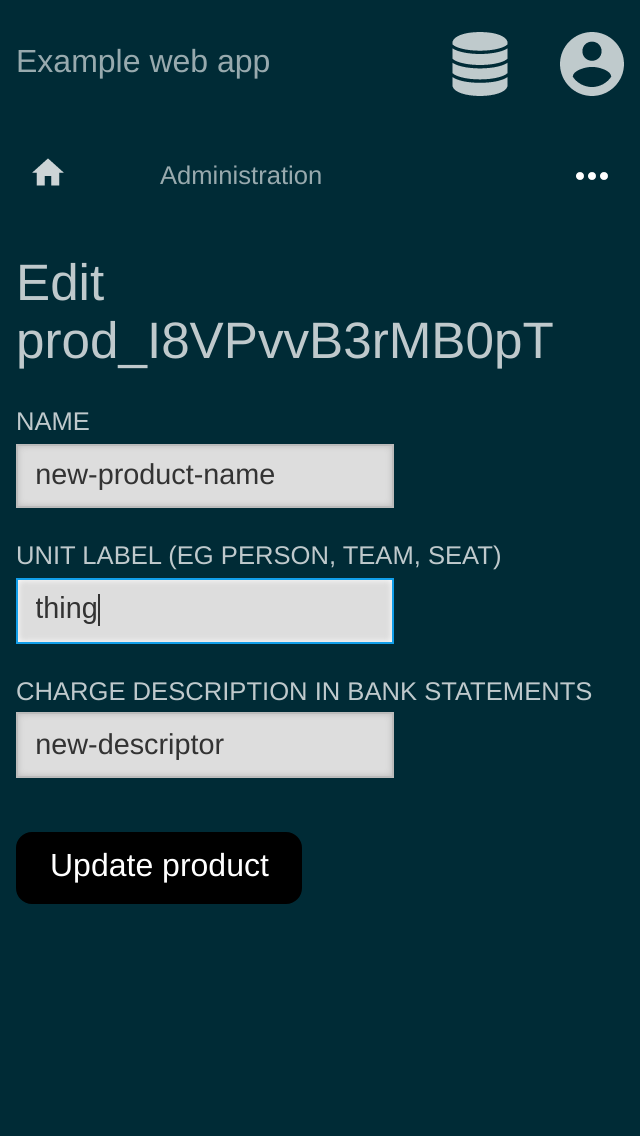 Example web app
Administration
Edit
prod_I8VPvvB3rMB0pT
NAME
new-product-name
UNIT LABEL (EG PERSON, TEAM, SEAT)
thing
CHARGE DESCRIPTION IN BANK STATEMENTS
new-descriptor
Update product